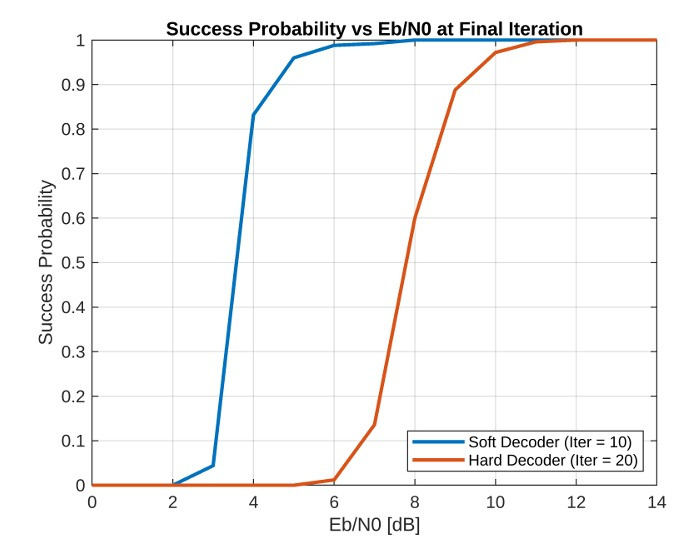 Success Probability vs Eb/N0 at Final Iteration
1
0.9
0.8
0.7
0.6
0.5
0.4
0.3
0.2
0.1
0
Success Probability
0 2 4 6 8 10 12 14
Eb/N0 [dB]
Soft Decoder (Iter = 10)
Hard Decoder (Iter = 20)